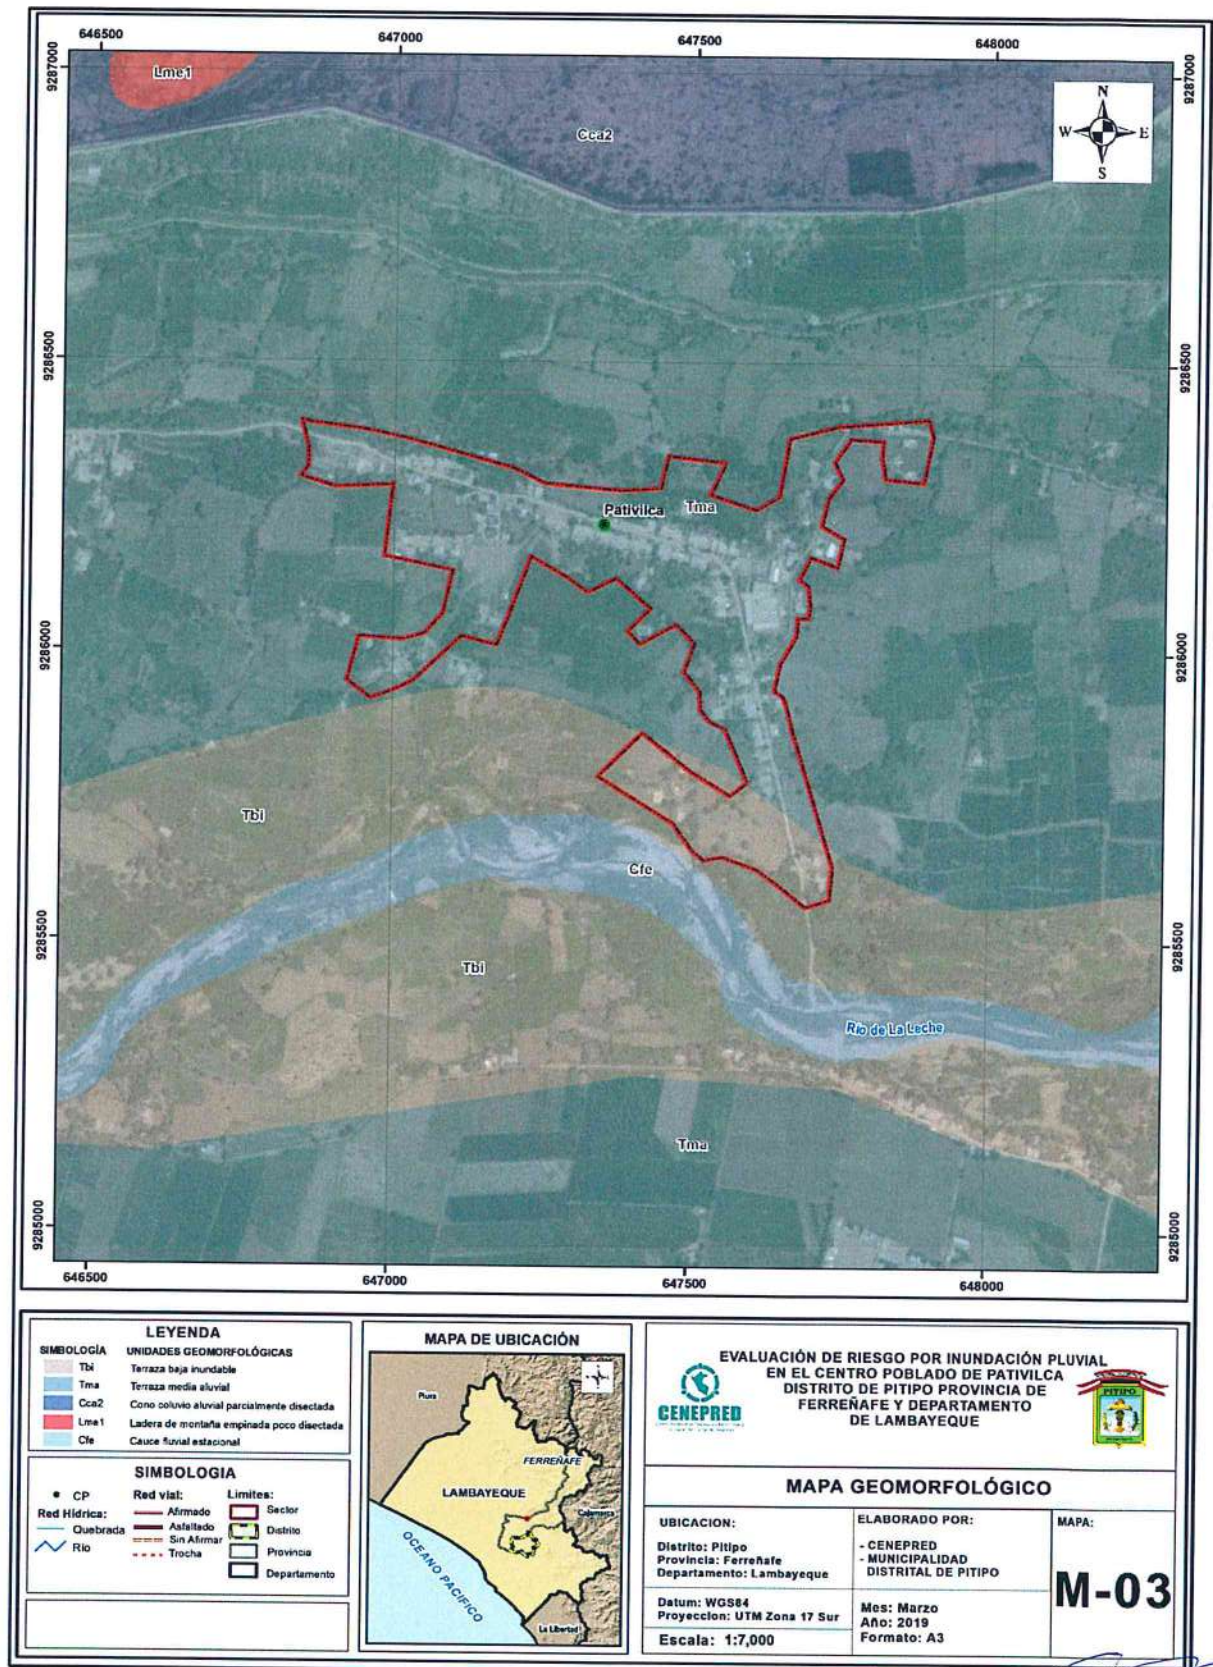 646500
647000
647500
648000
9287000
9287000
Lme1
Cca2
N
W
E
S
9286500
9286500
Pativilca
Tma
9286000
9286000
Tbi
Cfe
Tbi
Río de La Leche
9285500
9285500
Tma
9285000
9285000
646500
647000
647500
648000
LEYENDA
SIMBOLOGÍA UNIDADES GEOMORFOLÓGICAS
Tbi Terraza baja inundable
Tma Terraza media aluvial
Cca2 Cono coluvio aluvial parcialmente disectada
Lme1 Ladera de montaña empinada poco disectada
Cfe Cauce fluvial estacional
SIMBOLOGIA
CP
Red Hídrica:
Quebrada
Río
Red vial:
Afirmado
Asfaltado
Sin Afirmar
Trocha
Limites:
Sector
Distrito
Provincia
Departamento
MAPA DE UBICACIÓN
Piura
FERREÑAFE
LAMBAYEQUE
Cajamarca
OCEANO PACIFICO
La Libertad
CENEPRED
EVALUACIÓN DE RIESGO POR INUNDACIÓN PLUVIAL
EN EL CENTRO POBLADO DE PATIVILCA
DISTRITO DE PITIPO PROVINCIA DE
FERREÑAFE Y DEPARTAMENTO
DE LAMBAYEQUE
PITIPO
MAPA GEOMORFOLÓGICO
UBICACION:
Distrito: Pitipo
Provincia: Ferreñafe
Departamento: Lambayeque
Datum: WGS84
Proyeccion: UTM Zona 17 Sur
Escala: 1:7,000
ELABORADO POR:
- CENEPRED
- MUNICIPALIDAD
DISTRITAL DE PITIPO
Mes: Marzo
Año: 2019
Formato: A3
MAPA:
M-03